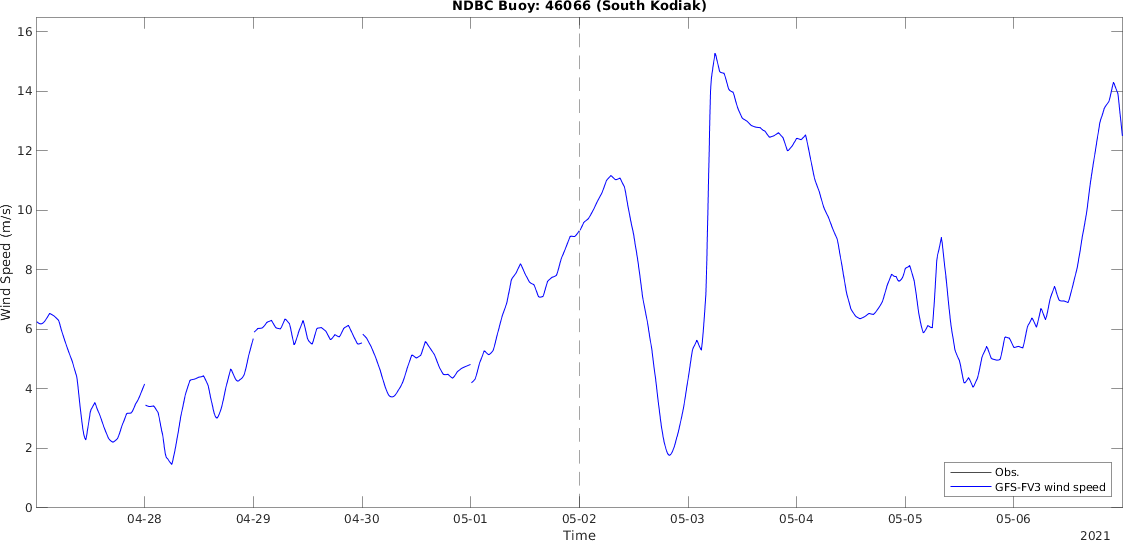 NDBC Buoy: 46066 (South Kodiak)
16
14
12
10
8
6
4
2
0
Wind Speed (m/s)
Obs.
GFS-FV3 wind speed
04-28 04-29 04-30 05-01 05-02 05-03 05-04 05-05 05-06
Time
2021